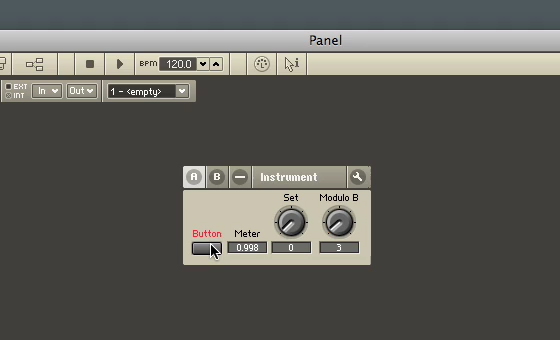 Panel
BPM 120.0
EXT
INT
In
Out
1 - <empty>
A B Instrument
Set Modulo B
Button Meter
0.998 0 3